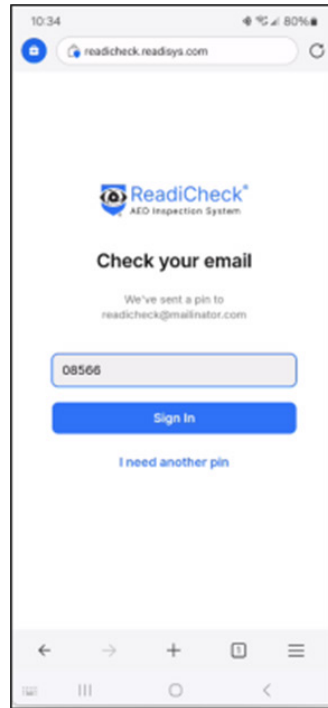 10:34
80%
readicheck.readisys.com
ReadiCheck®
AED Inspection System
Check your email
We've sent a pin to
readicheck@mailinator.com
08566
Sign In
I need another pin
1